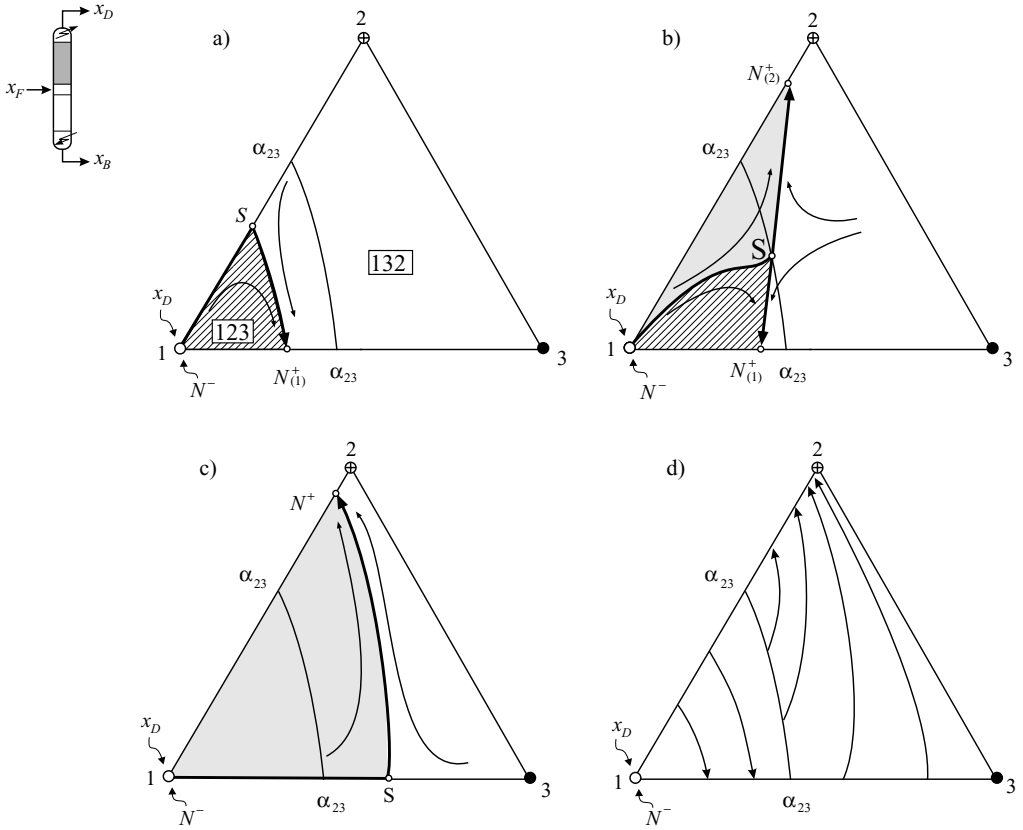 x_D
x_F
x_B
a)
2
α23
S
132
x_D
123
1
N^-
N^+_(1)
α23
3
b)
2
N^+_(2)
α23
S
x_D
1
N^-
N^+_(1)
α23
3
c)
2
N^+
α23
x_D
1
N^-
α23
S
3
d)
2
α23
x_D
1
N^-
α23
3